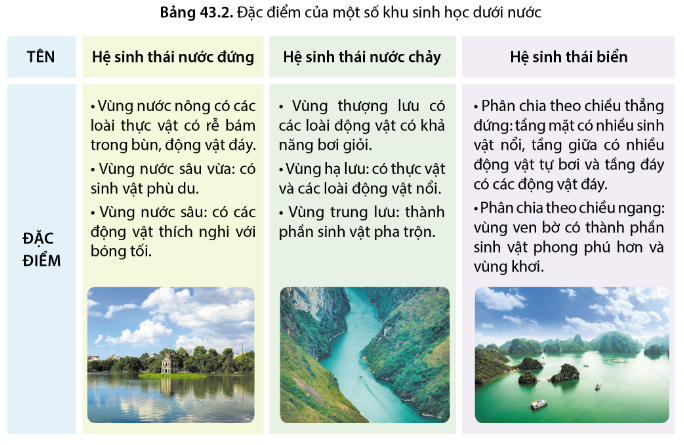 Bảng 43.2. Đặc điểm của một số khu sinh học dưới nước
TÊN
Hệ sinh thái nước đứng
Hệ sinh thái nước chảy
Hệ sinh thái biển
ĐẶC
ĐIỂM
• Vùng nước nông có các
loài thực vật có rễ bám
trong bùn, động vật đáy.
• Vùng nước sâu vừa: có
sinh vật phù du.
• Vùng nước sâu: có các
động vật thích nghi với
bóng tối.
• Vùng thượng lưu có
các loài động vật có khả
năng bơi giỏi.
• Vùng hạ lưu: có thực vật
và các loài động vật nổi.
• Vùng trung lưu: thành
phần sinh vật pha trộn.
• Phân chia theo chiều thẳng
đứng: tầng mặt có nhiều sinh
vật nổi, tầng giữa có nhiều
động vật tự bơi và tầng đáy
có các động vật đáy.
• Phân chia theo chiều ngang:
vùng ven bờ có thành phần
sinh vật phong phú hơn và
vùng khơi.